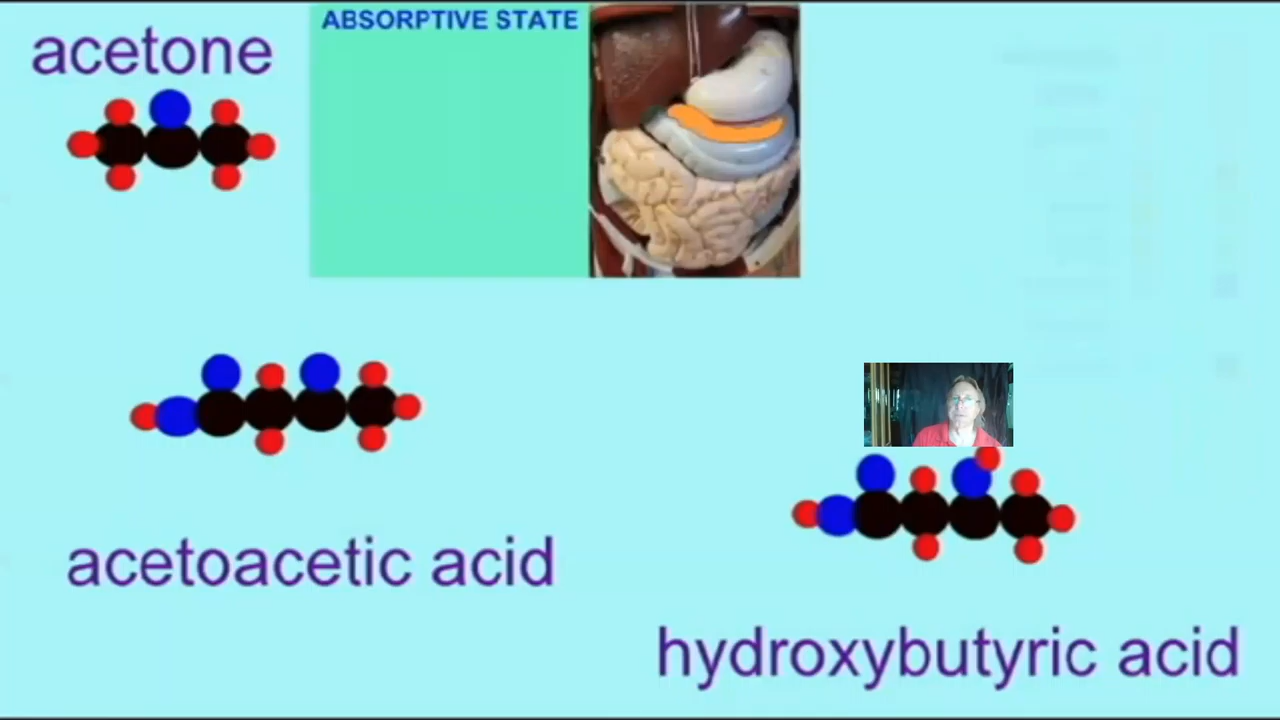 acetone
ABSORPTIVE STATE
acetoacetic acid
hydroxybutyric acid